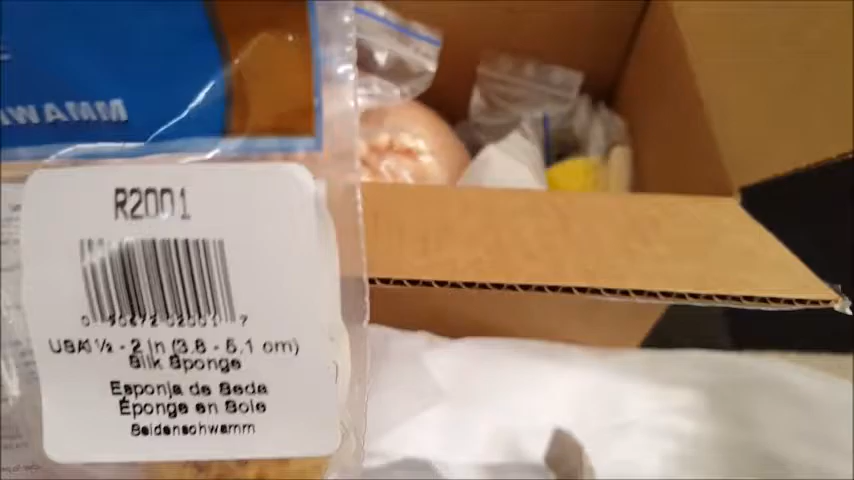 R2001
USA 1½ - 2 in (3.8 - 5.1 cm)
Silk Sponge
Esponja de Seda
Éponge en Soie
Seidenschwamm